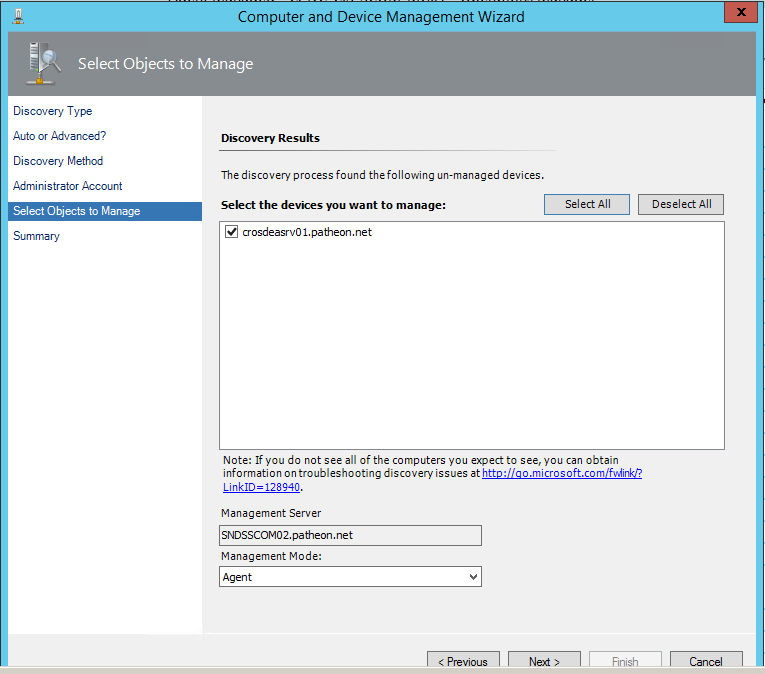 Computer and Device Management Wizard
X
Select Objects to Manage
Discovery Type
Auto or Advanced?
Discovery Method
Administrator Account
Select Objects to Manage
Summary
Discovery Results
The discovery process found the following un-managed devices.
Select the devices you want to manage:
Select All
Deselect All
crosdeasrv01.patheon.net
Note: If you do not see all of the computers you expect to see, you can obtain
information on troubleshooting discovery issues at http://go.microsoft.com/fwlink/?
LinkID=128940.
Management Server
SNDSSCOM02.patheon.net
Management Mode:
Agent
< Previous
Next >
Finish
Cancel